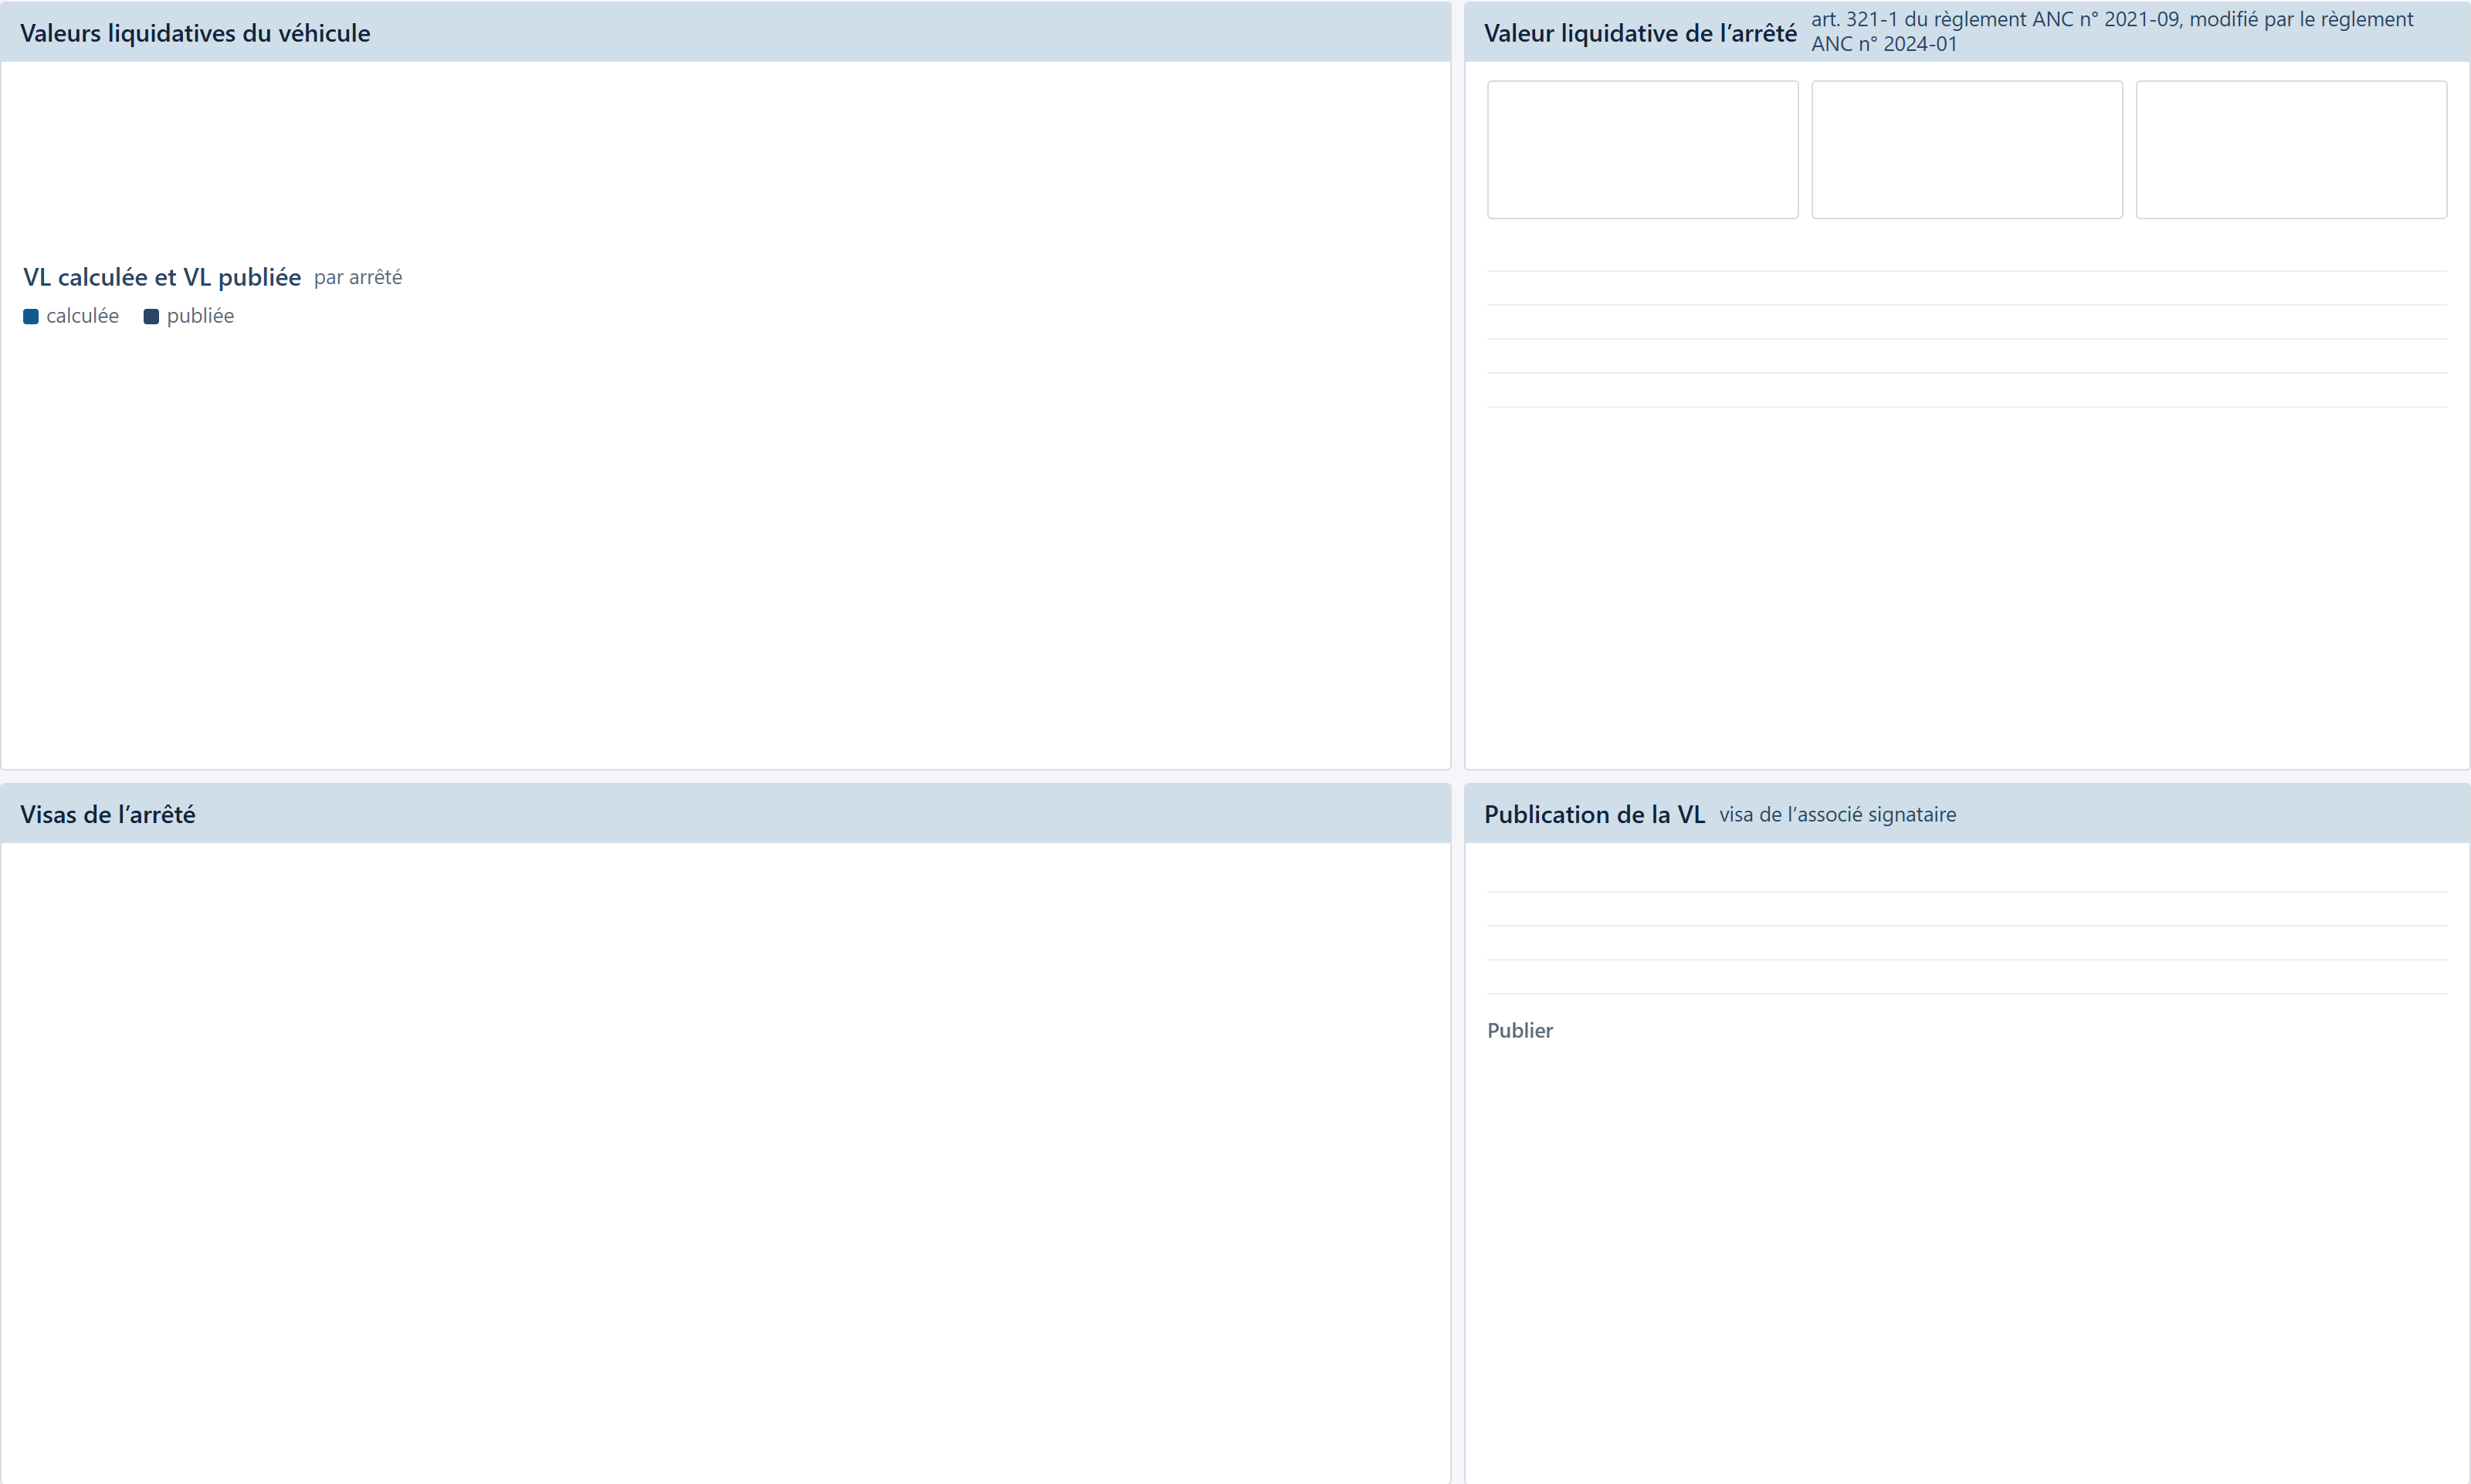 Valeurs liquidatives du véhicule
VL calculée et VL publiée par arrêté
calculée publiée
Valeur liquidative de l’arrêté art. 321-1 du règlement ANC n° 2021-09, modifié par le règlement
ANC n° 2024-01
Visas de l’arrêté
Publication de la VL visa de l’associé signataire
Publier